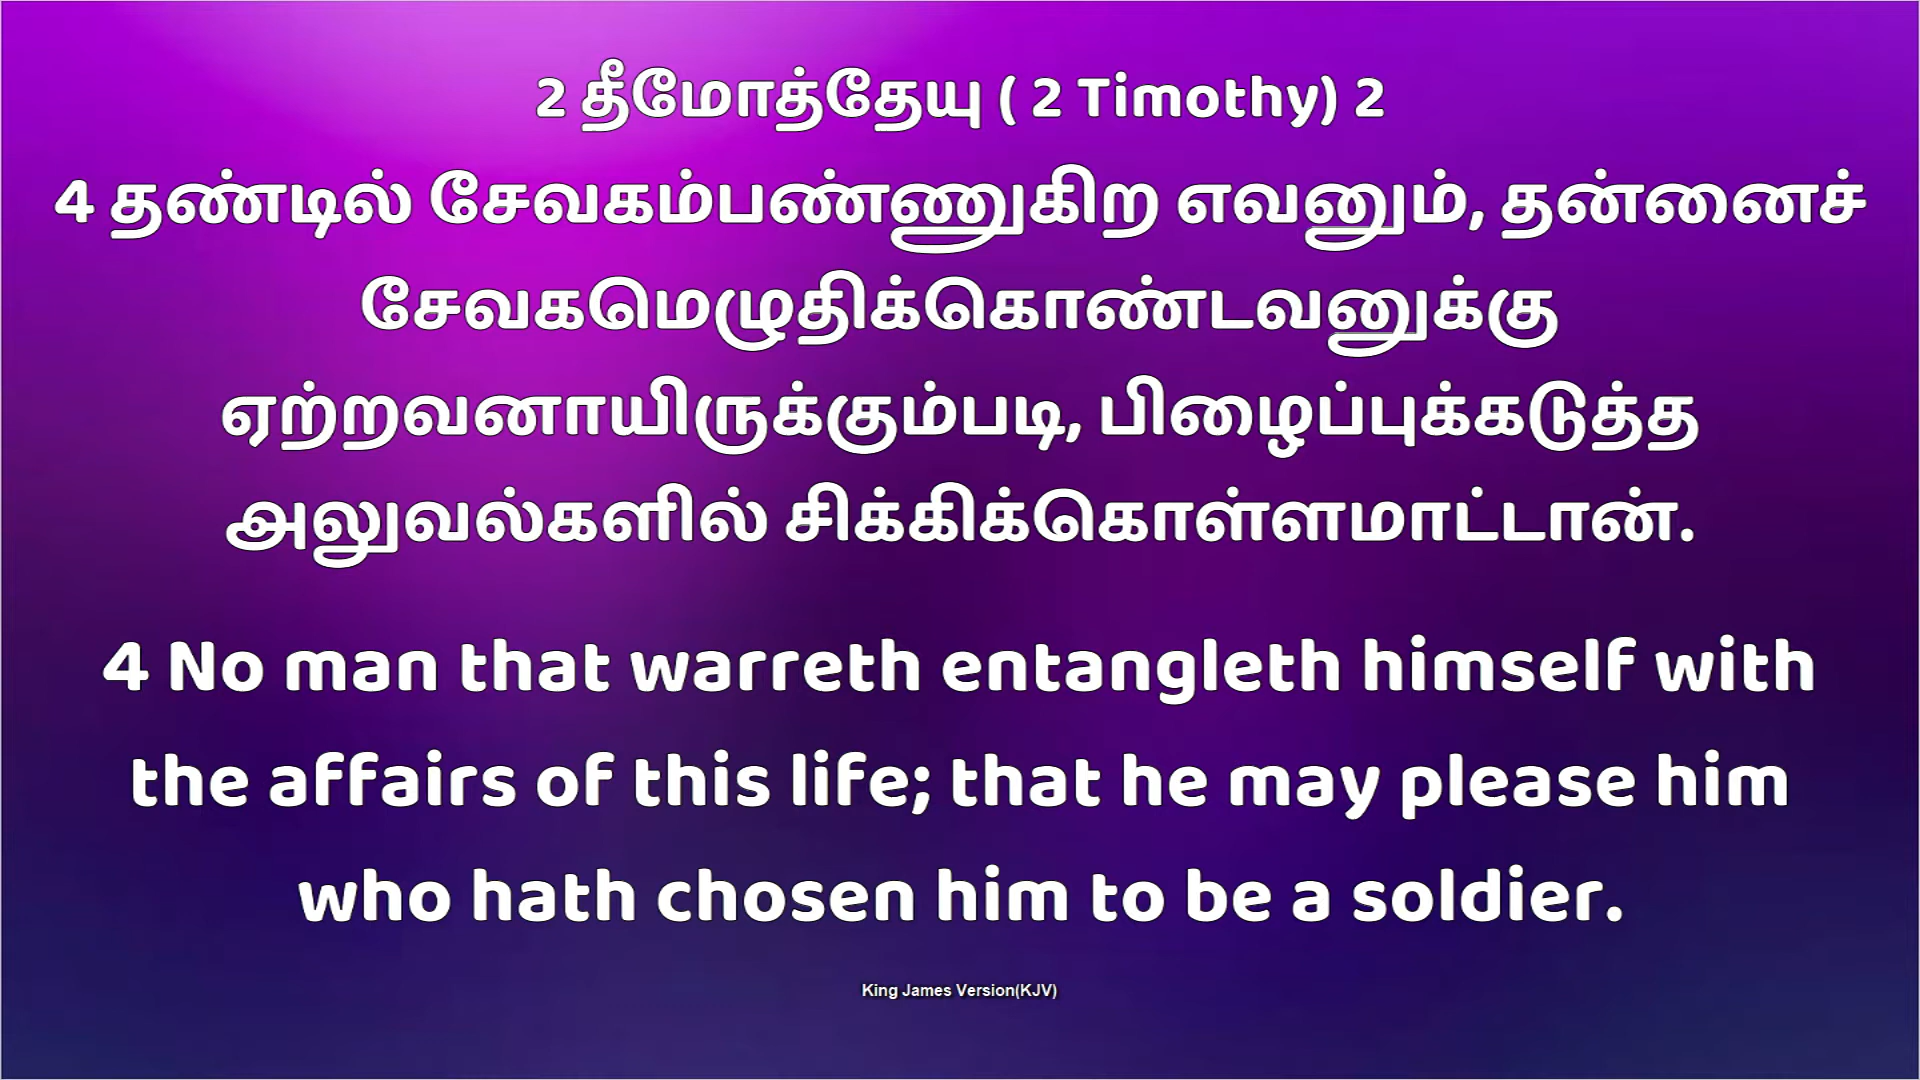 2 தீமோத்தேயு ( 2 Timothy) 2
4 தண்டில் சேவகம்பண்ணுகிற எவனும், தன்னைச்
சேவகமெழுதிக்கொண்டவனுக்கு
ஏற்றவனாயிருக்கும்படி, பிழைப்புக்கடுத்த
அலுவல்களில் சிக்கிக்கொள்ளமாட்டான்.
4 No man that warreth entangleth himself with
the affairs of this life; that he may please him
who hath chosen him to be a soldier.
King James Version(KJV)